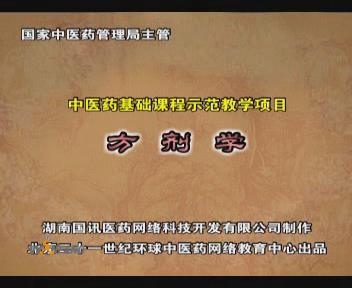 国家中医药管理局主管
中医药基础课程示范教学项目
方剂学
湖南国讯医药网络科技开发有限公司制作
北京二十一世纪环球中医药网络教育中心出品